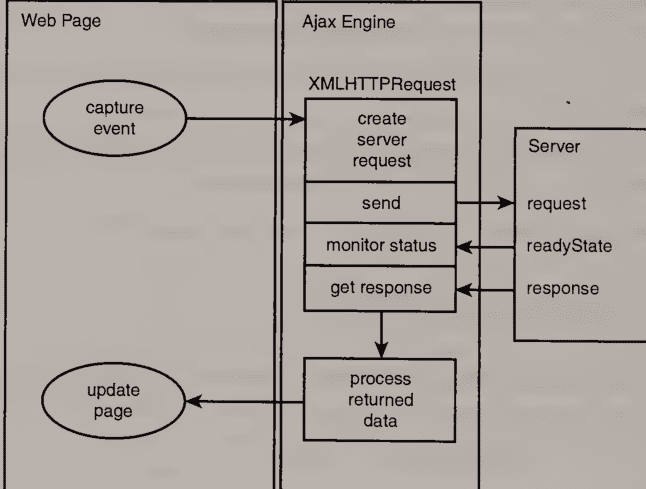 Web Page
Ajax Engine
XMLHTTPRequest
capture
event
create
server
request
Server
send
request
monitor status
readyState
get response
response
update
page
process
returned
data